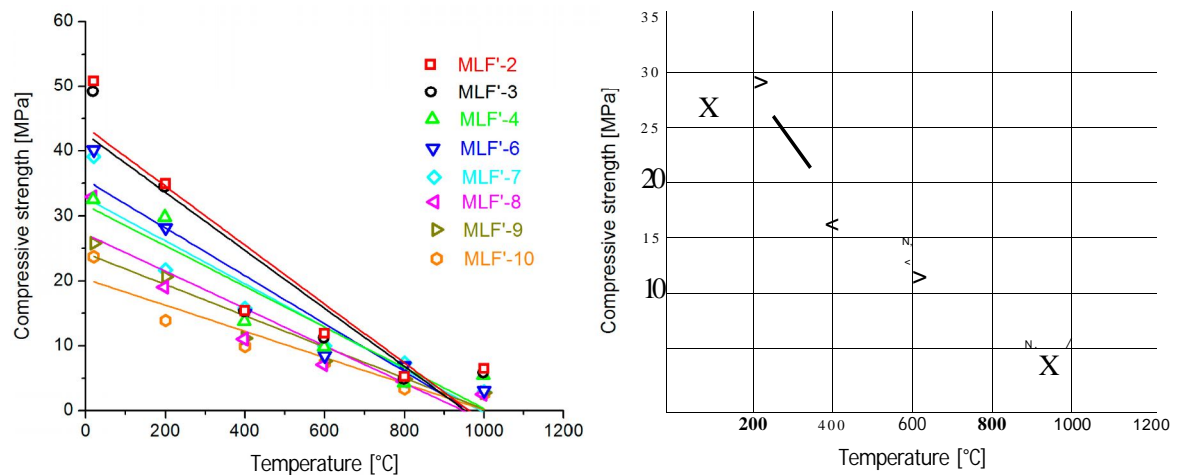 60
50
40
30
20
10
0
Compressive strength [MPa]
MLF'-2
MLF'-3
MLF'-4
MLF'-6
MLF'-7
MLF'-8
MLF'-9
MLF'-10
0 200 400 600 800 1000 1200
Temperature [°C]
35
30
25
20
15
10
Compressive strength [MPa]
>
X
<
N,
<
>
N,
/
X
200 400 600 800 1000 1200
Temperature [°C]